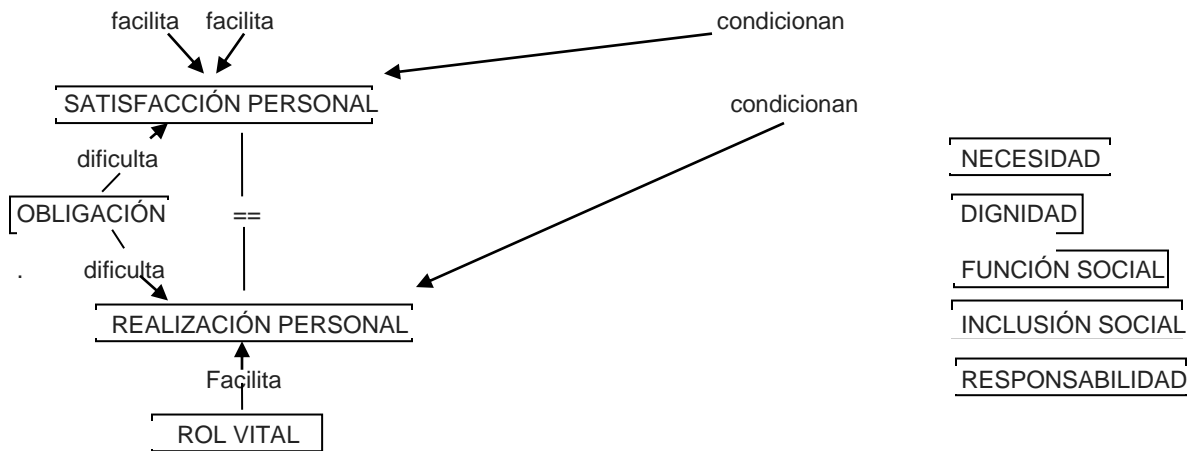 facilita facilita condicionan
SATISFACCIÓN PERSONAL
condicionan
dificulta
NECESIDAD
OBLIGACIÓN ==
DIGNIDAD
. dificulta
FUNCIÓN SOCIAL
REALIZACIÓN PERSONAL
INCLUSIÓN SOCIAL
Facilita
RESPONSABILIDAD
ROL VITAL